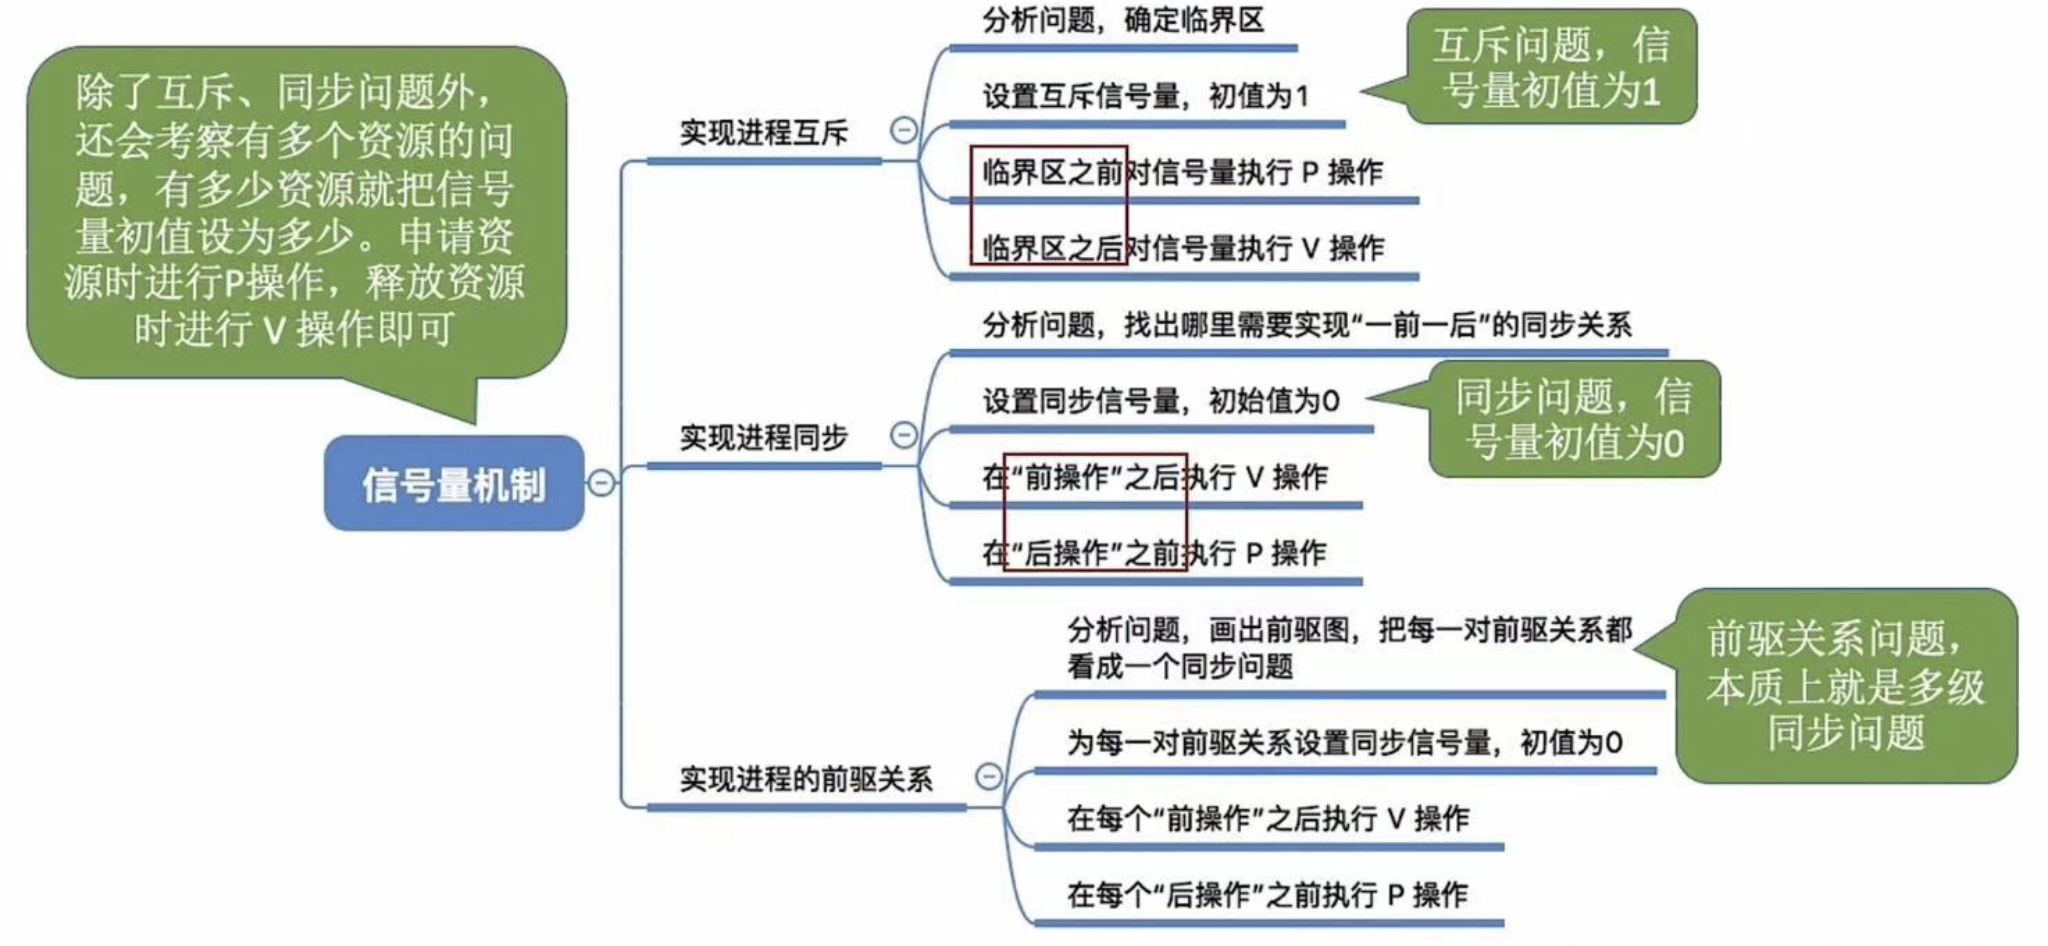 除了互斥、同步问题外，
还会考察有多个资源的问
题，有多少资源就把信号
量初值设为多少。申请资
源时进行P操作，释放资源
时进行 V 操作即可
信号量机制
实现进程互斥
分析问题，确定临界区
设置互斥信号量，初值为1
互斥问题，信
号量初值为1
临界区之前对信号量执行 P 操作
临界区之后对信号量执行 V 操作
实现进程同步
分析问题，找出哪里需要实现“一前一后”的同步关系
设置同步信号量，初始值为0
同步问题，信
号量初值为0
在“前操作”之后执行 V 操作
在“后操作”之前执行 P 操作
实现进程的前驱关系
分析问题，画出前驱图，把每一对前驱关系都
看成一个同步问题
前驱关系问题，
本质上就是多级
同步问题
为每一对前驱关系设置同步信号量，初值为0
在每个“前操作”之后执行 V 操作
在每个“后操作”之前执行 P 操作